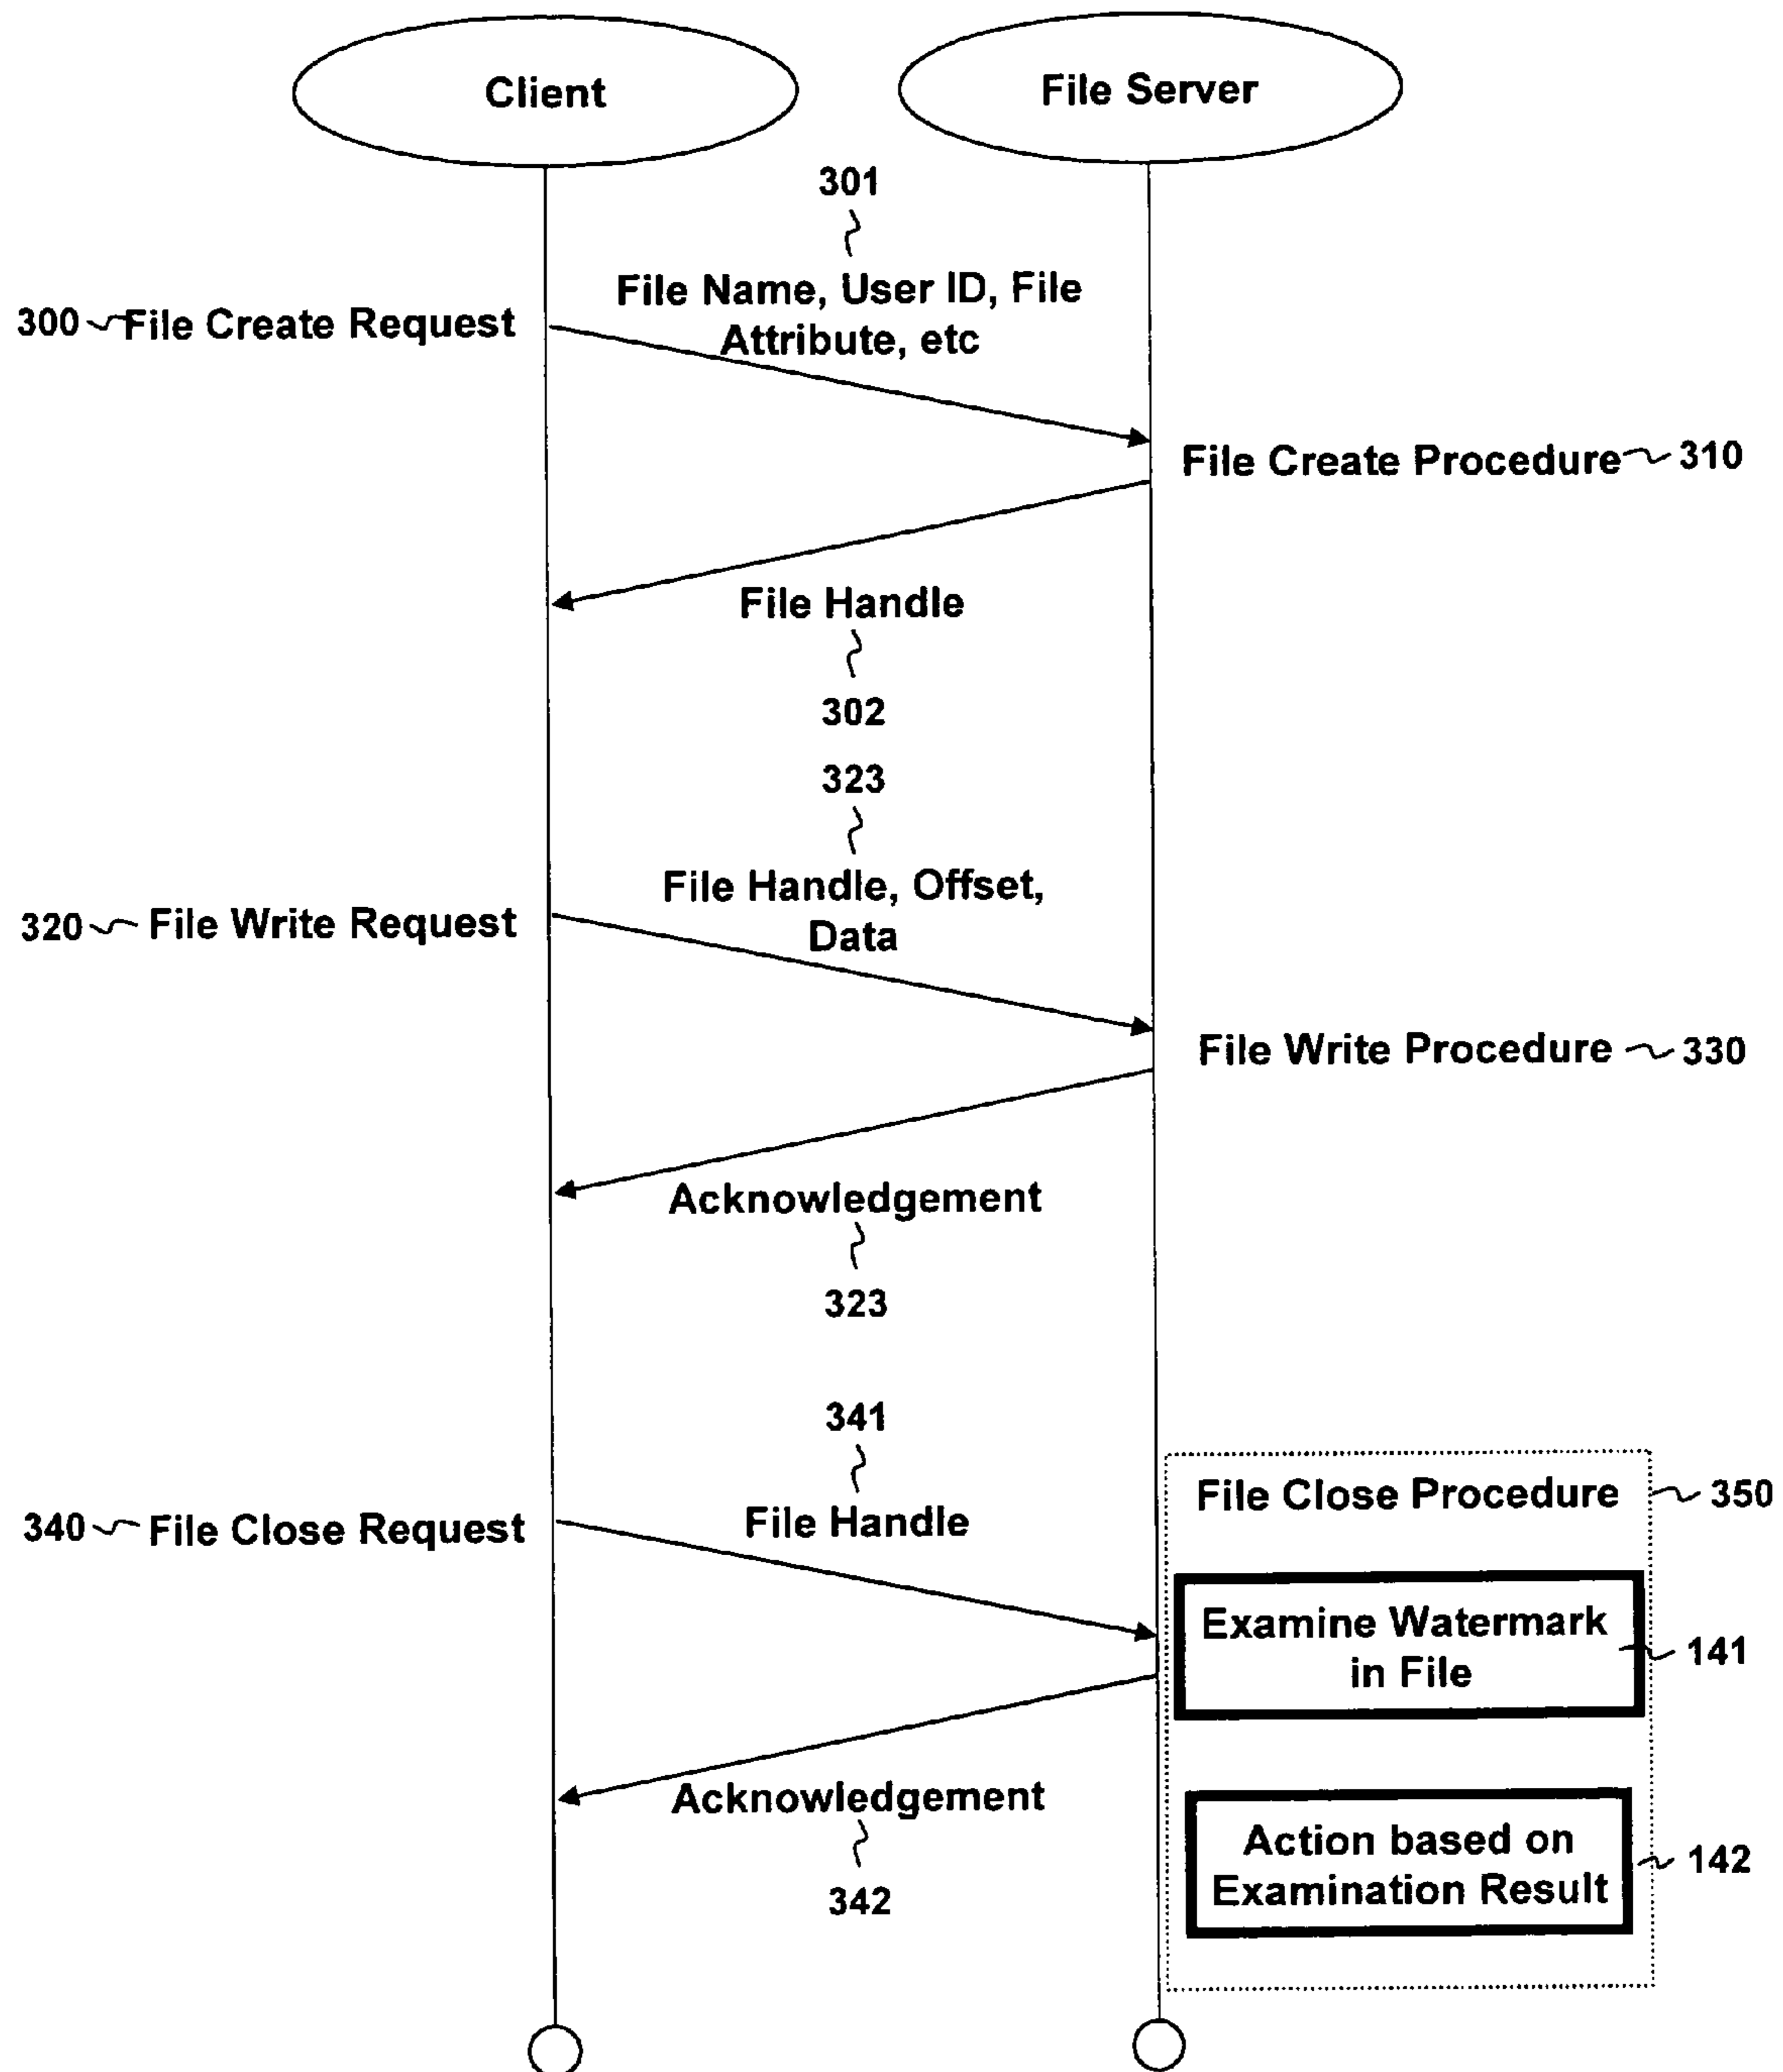 Client
File Server
301
File Name, User ID, File
Attribute, etc
300 File Create Request
File Create Procedure 310
File Handle
302
323
File Handle, Offset,
Data
320 File Write Request
File Write Procedure 330
Acknowledgement
323
341
File Handle
340 File Close Request
File Close Procedure 350
Examine Watermark
in File
141
Acknowledgement
342
Action based on
Examination Result
142